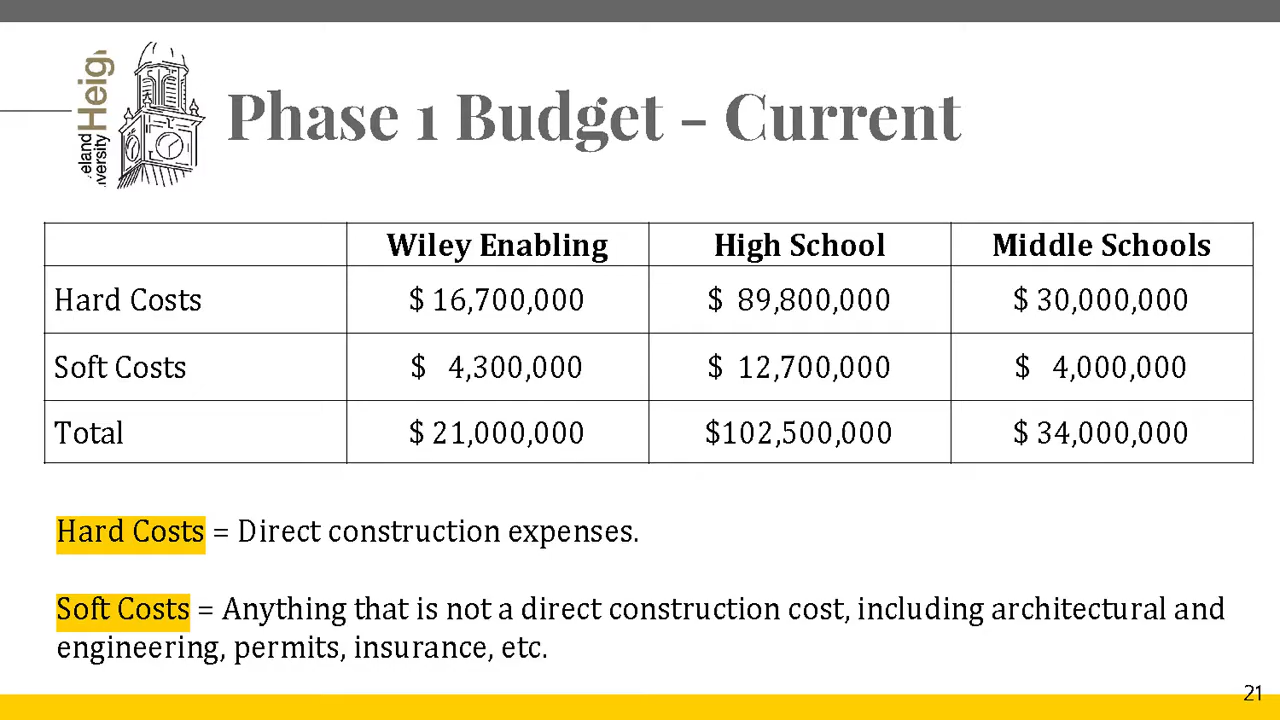 Heig
eland
versity
Phase 1 Budget - Current
Wiley Enabling High School Middle Schools
Hard Costs $ 16,700,000 $ 89,800,000 $ 30,000,000
Soft Costs $ 4,300,000 $ 12,700,000 $ 4,000,000
Total $ 21,000,000 $102,500,000 $ 34,000,000
Hard Costs = Direct construction expenses.
Soft Costs = Anything that is not a direct construction cost, including architectural and
engineering, permits, insurance, etc.
21